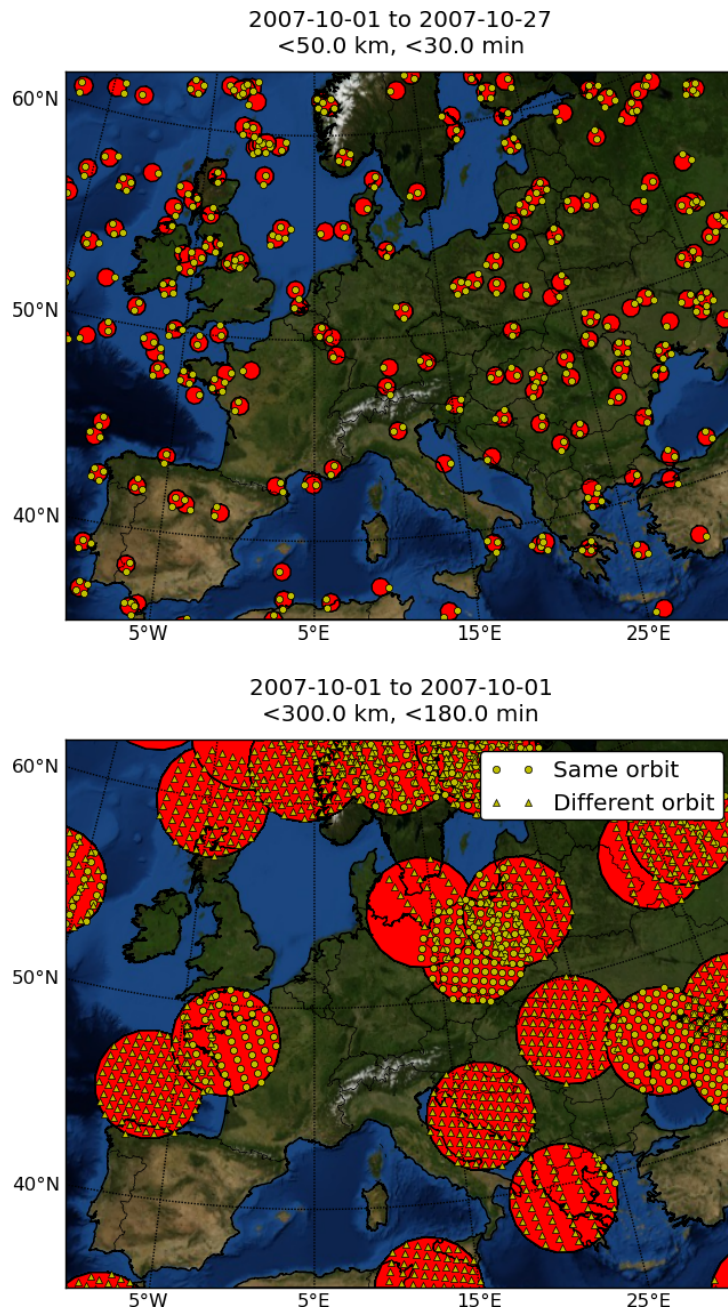 2007-10-01 to 2007-10-27
<50.0 km, <30.0 min
60°N
50°N
40°N
5°W
5°E
15°E
25°E
2007-10-01 to 2007-10-01
<300.0 km, <180.0 min
60°N
Same orbit
Different orbit
50°N
40°N
5°W
5°E
15°E
25°E